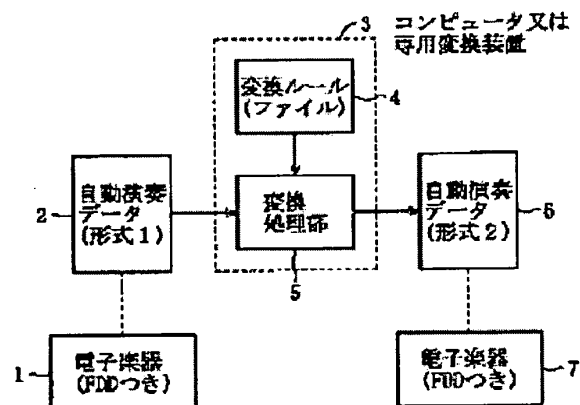 3
コンピュータ又は
専用変換装置
変換ルール
(ファイル)
4
2
自動演奏
データ
(形式1)
変換
処理部
5
自動演奏
データ
(形式2)
6
1
電子楽器
(FDDつき)
電子楽器
(FDDつき)
7